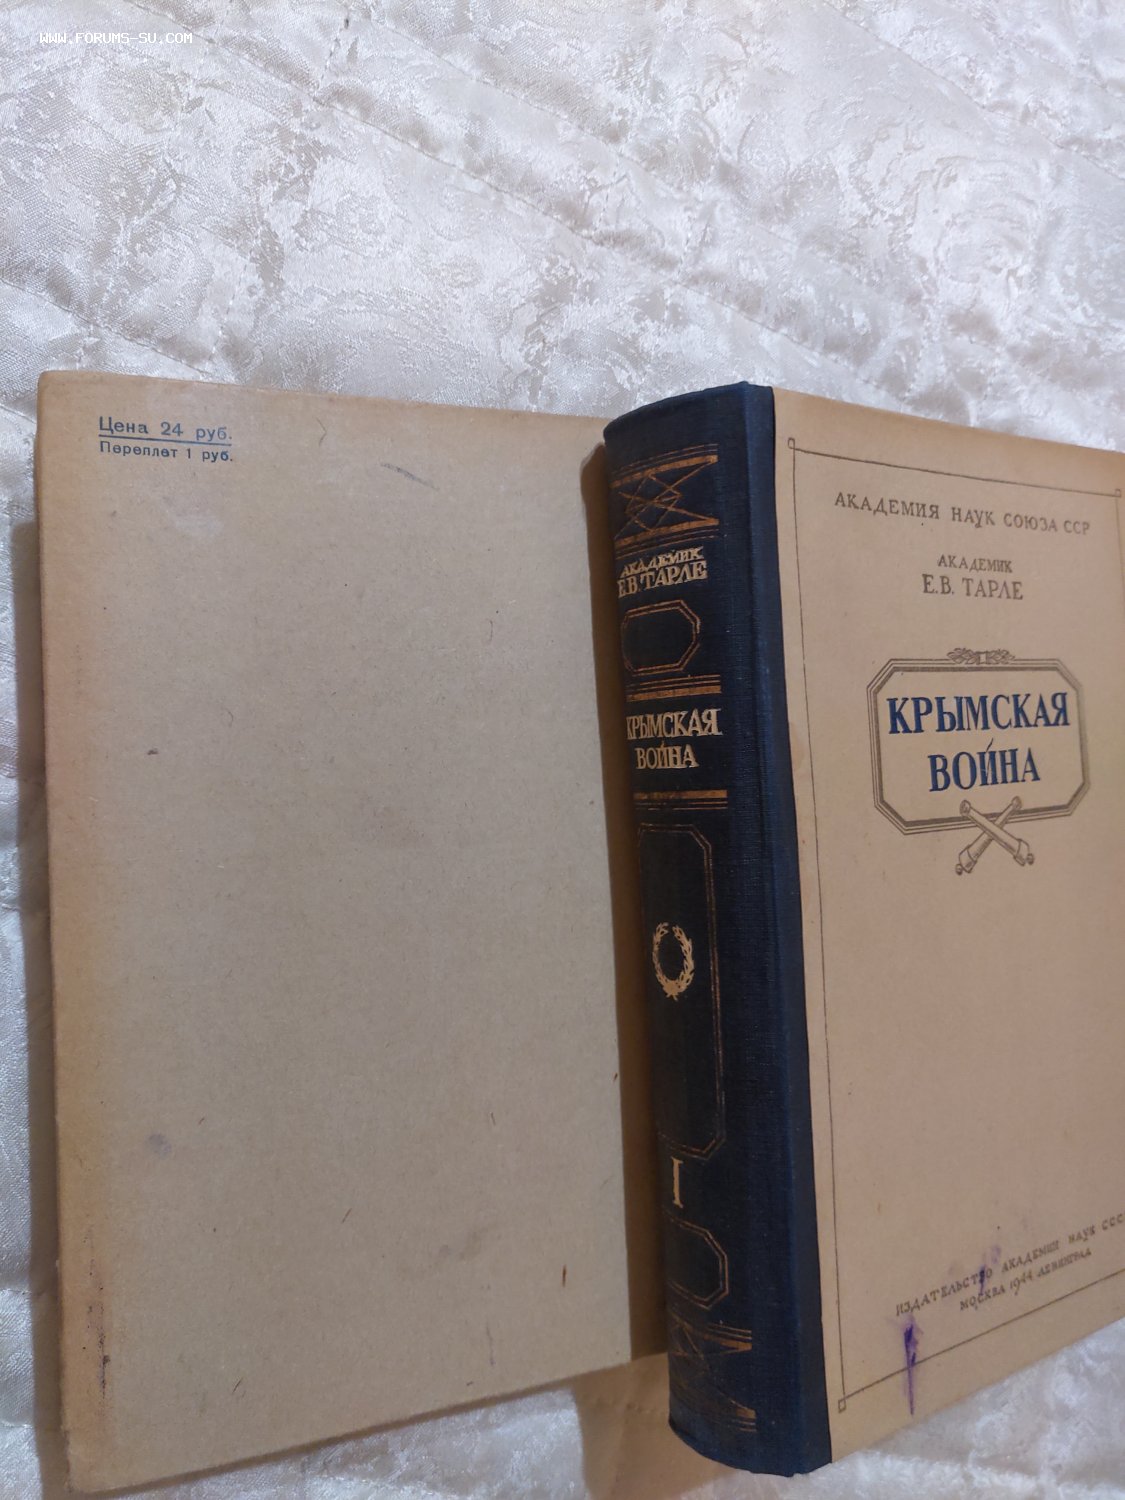 WWW.FORUMS-SU.COM
Цена 24 руб.
Переплет 1 руб.
АКАДЕМИК
Е.В. ТАРЛЕ
КРЫМСКАЯ
ВОЙНА
I
АКАДЕМИЯ НАУК СОЮЗА ССР
АКАДЕМИК
Е.В. ТАРЛЕ
КРЫМСКАЯ
ВОЙНА
ИЗДАТЕЛЬСТВО АКАДЕМИИ НАУК СССР
МОСКВА 1944 ЛЕНИНГРАД